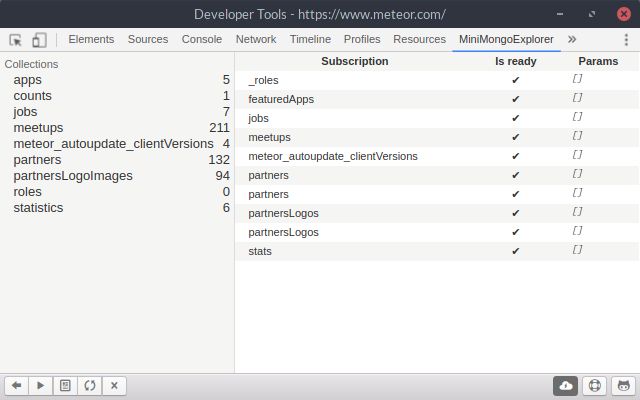 Developer Tools - https://www.meteor.com/
Elements Sources Console Network Timeline Profiles Resources MiniMongoExplorer »
Collections
apps 5
counts 1
jobs 7
meetups 211
meteor_autoupdate_clientVersions 4
partners 132
partnersLogoImages 94
roles 0
statistics 6
Subscription Is ready Params
_roles ✔ []
featuredApps ✔ []
jobs ✔ []
meetups ✔ []
meteor_autoupdate_clientVersions ✔ []
partners ✔ []
partners ✔ []
partnersLogos ✔ []
partnersLogos ✔ []
stats ✔ []